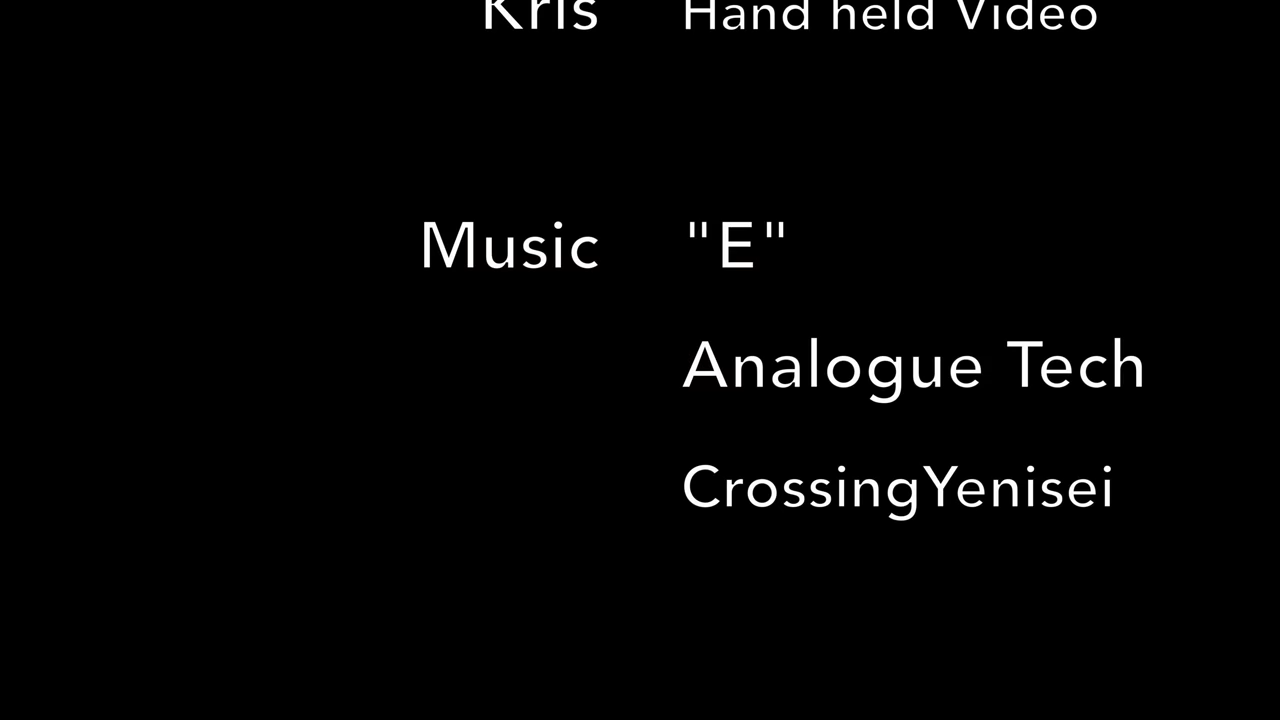 Kris Hand held Video
Music "E"
Analogue Tech
CrossingYenisei